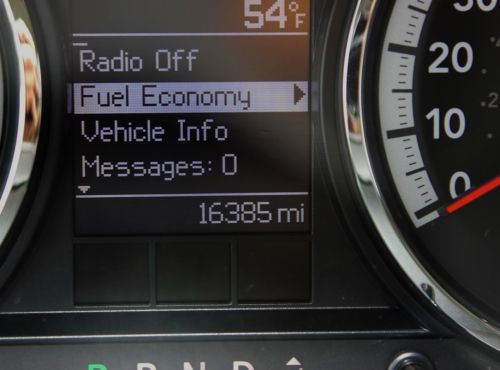 54°F
Radio Off
Fuel Economy
Vehicle Info
Messages: 0
16385 mi
30
20
10
0
P R N D